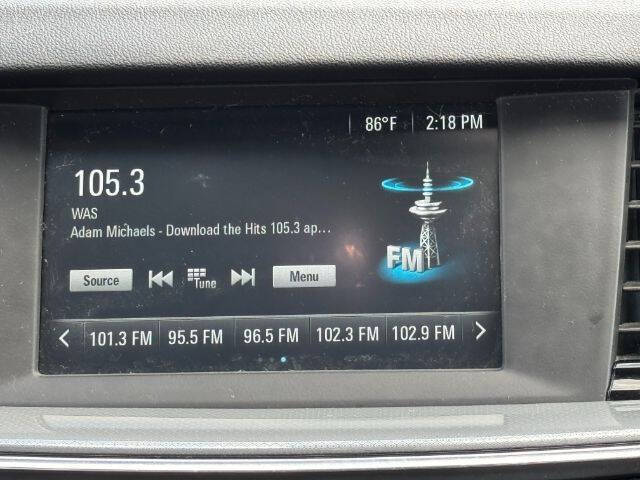 86°F 2:18 PM
105.3
WAS
Adam Michaels - Download the Hits 105.3 ap...
FM
Source Tune Menu
101.3 FM 95.5 FM 96.5 FM 102.3 FM 102.9 FM